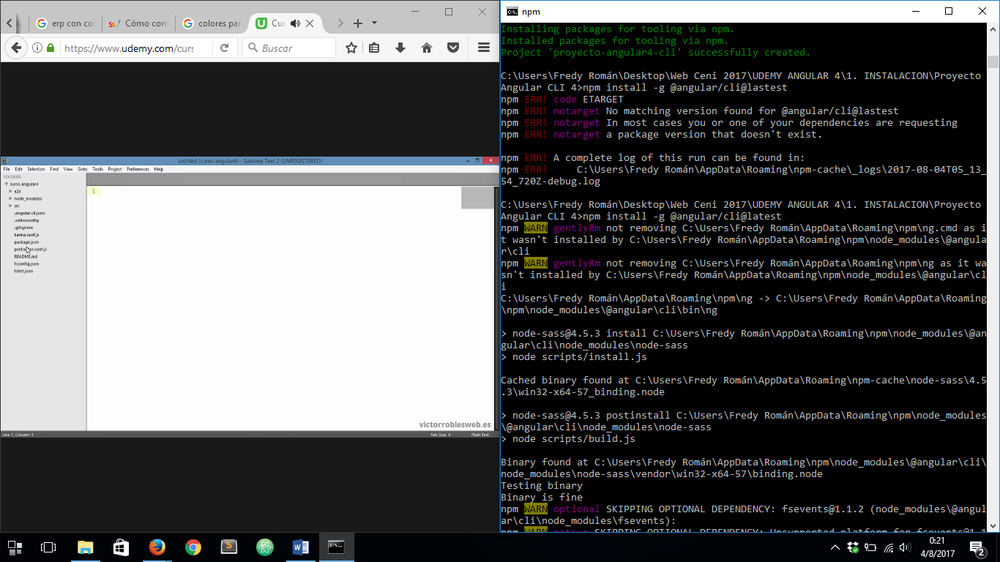 erp con co
Cómo com
colores par
Cur
https://www.udemy.com/curs
Buscar
untitled (curso-angular4) - Sublime Text 2 (UNREGISTERED)
File Edit Selection Find View Goto Tools Project Preferences Help
FOLDERS
curso-angular4
e2e
node_modules
src
.angular-cli.json
.editorconfig
.gitignore
karma.conf.js
package.json
protractor.conf.js
README.md
tsconfig.json
tslint.json
1
victorroblesweb.es
Line 1, Column 1
Tab Size: 4
Plain Text
npm
Installing packages for tooling via npm.
Installed packages for tooling via npm.
Project 'proyecto-angular4-cli' successfully created.
C:\Users\Fredy Román\Desktop\Web Ceni 2017\UDEMY ANGULAR 4\1. INSTALACION\Proyecto
Angular CLI 4>npm install -g @angular/cli@lastest
npm ERR! code ETARGET
npm ERR! notarget No matching version found for @angular/cli@lastest
npm ERR! notarget In most cases you or one of your dependencies are requesting
npm ERR! notarget a package version that doesn't exist.
npm ERR! A complete log of this run can be found in:
npm ERR!     C:\Users\Fredy Román\AppData\Roaming\npm-cache\_logs\2017-08-04T05_13_
54_720Z-debug.log
C:\Users\Fredy Román\Desktop\Web Ceni 2017\UDEMY ANGULAR 4\1. INSTALACION\Proyecto
Angular CLI 4>npm install -g @angular/cli@latest
npm WARN gentlyRm not removing C:\Users\Fredy Román\AppData\Roaming\npm\ng.cmd as i
t wasn't installed by C:\Users\Fredy Román\AppData\Roaming\npm\node_modules\@angula
r\cli
npm WARN gentlyRm not removing C:\Users\Fredy Román\AppData\Roaming\npm\ng as it wa
sn't installed by C:\Users\Fredy Román\AppData\Roaming\npm\node_modules\@angular\cl
i
C:\Users\Fredy Román\AppData\Roaming\npm\ng -> C:\Users\Fredy Román\AppData\Roaming
\npm\node_modules\@angular\cli\bin\ng
> node-sass@4.5.3 install C:\Users\Fredy Román\AppData\Roaming\npm\node_modules\@an
gular\cli\node_modules\node-sass
> node scripts/install.js
Cached binary found at C:\Users\Fredy Román\AppData\Roaming\npm-cache\node-sass\4.5
.3\win32-x64-57_binding.node
> node-sass@4.5.3 postinstall C:\Users\Fredy Román\AppData\Roaming\npm\node_modules
\@angular\cli\node_modules\node-sass
> node scripts/build.js
Binary found at C:\Users\Fredy Román\AppData\Roaming\npm\node_modules\@angular\cli\
node_modules\node-sass\vendor\win32-x64-57\binding.node
Testing binary
Binary is fine
npm WARN optional SKIPPING OPTIONAL DEPENDENCY: fsevents@1.1.2 (node_modules\@angul
ar\cli\node_modules\fsevents):
npm WARN notsup SKIPPING OPTIONAL DEPENDENCY: Unsupported platform for fsevents@1.1
0:21
4/8/2017
2